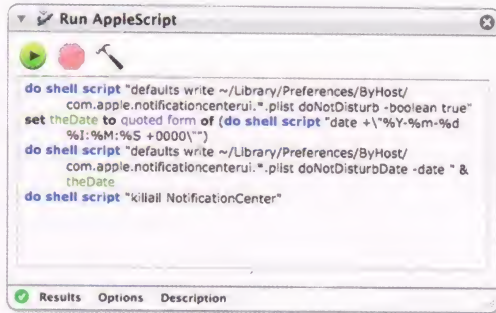 Run AppleScript
do shell script "defaults write ~/Library/Preferences/ByHost/
com.apple.notificationcenterui.*.plist doNotDisturb -boolean true"
set theDate to quoted form of (do shell script "date +\"%Y-%m-%d
%I:%M:%S +0000\"")
do shell script "defaults write ~/Library/Preferences/ByHost/
com.apple.notificationcenterui.*.plist doNotDisturbDate -date " &
theDate
do shell script "killall NotificationCenter"
Results Options Description